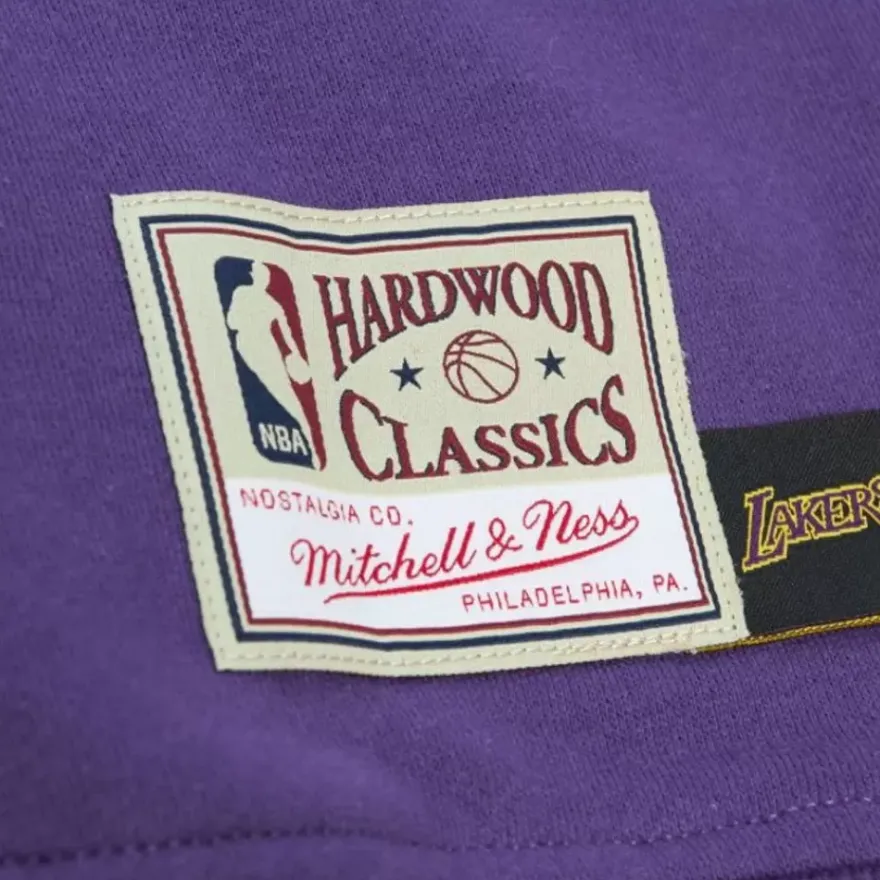 HARDWOOD
CLASSICS
NBA
NOSTALGIA CO.
Mitchell & Ness
PHILADELPHIA, PA.
LAKERS